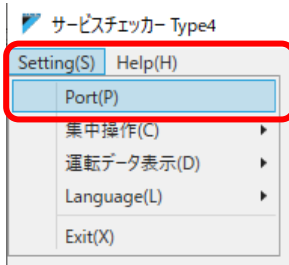 サービスチェッカー Type4
Setting(S) Help(H)
Port(P)
集中操作(C)
運転データ表示(D)
Language(L)
Exit(X)